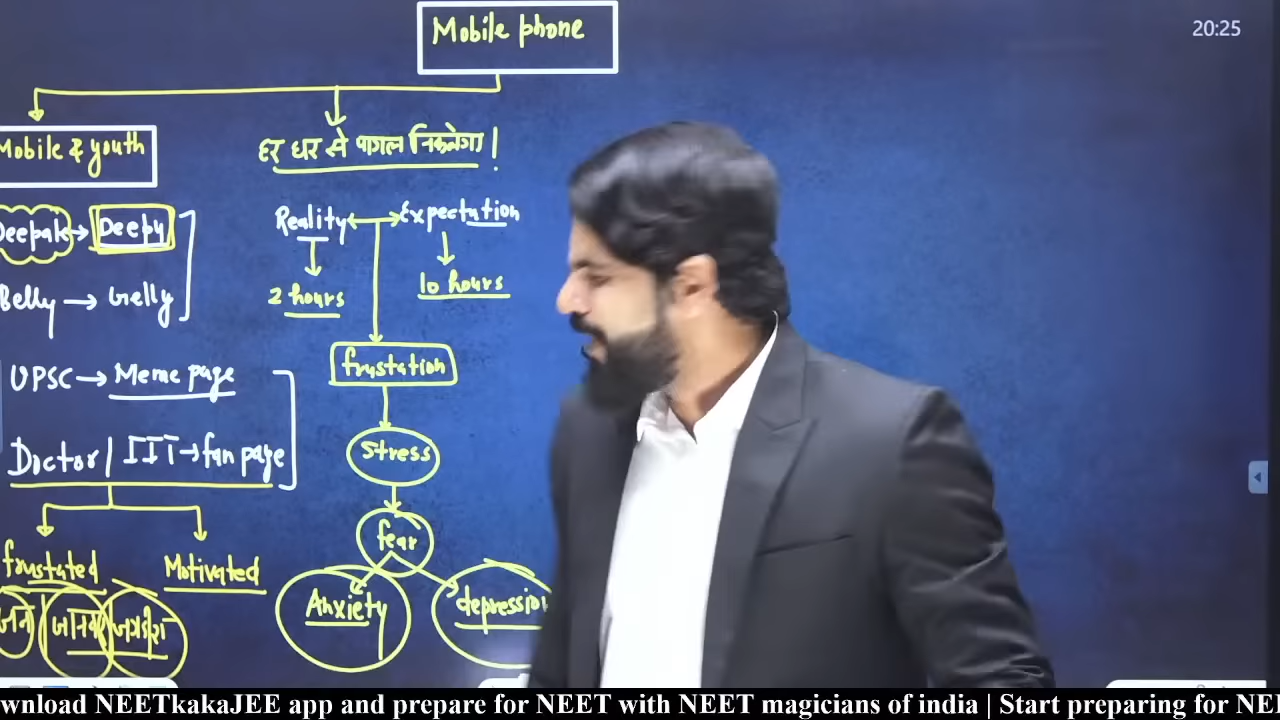 Mobile phone
20:25
Mobile & youth
हर घर से पागल निकलेगा!
Deepak → Deepy
Reality ↔ Expectation
2 hours
10 hours
Belly → Gelly
frustation
UPSC → Meme page
Doctor / IIT → fan page
Stress
fear
frustated
Motivated
Anxiety
depression
wnload NEETkakaJEE app and prepare for NEET with NEET magicians of india | Start preparing for NE